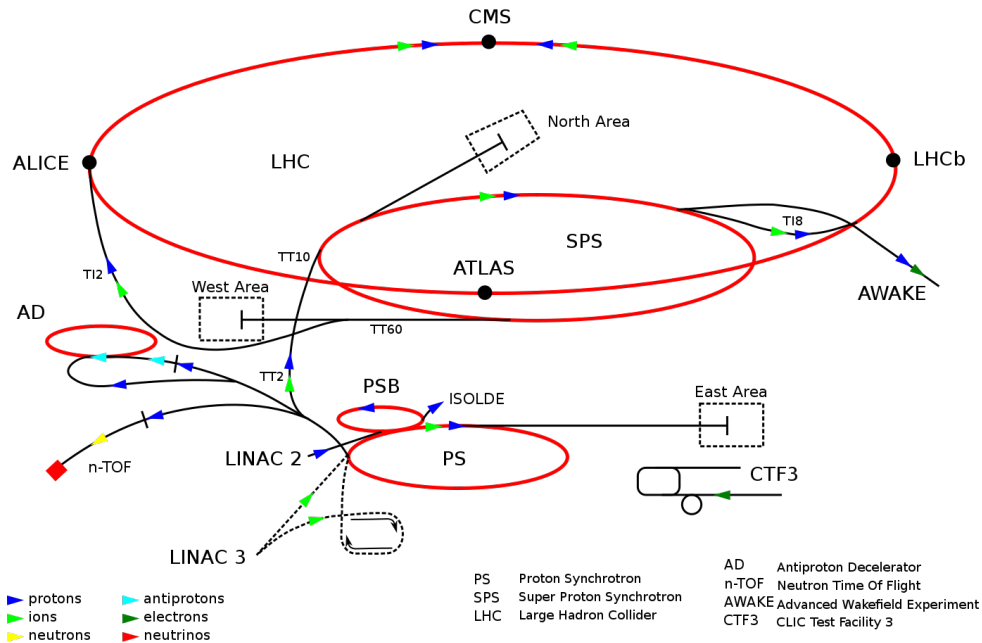 CMS
North Area
ALICE
LHC
LHCb
TI8
SPS
TT10
ATLAS
TI2
West Area
AWAKE
AD
TT60
TT2
PSB
ISOLDE
East Area
LINAC 2
PS
n-TOF
CTF3
LINAC 3
protons
ions
neutrons
antiprotons
electrons
neutrinos
PS Proton Synchrotron
SPS Super Proton Synchrotron
LHC Large Hadron Collider
AD Antiproton Decelerator
n-TOF Neutron Time Of Flight
AWAKE Advanced Wakefield Experiment
CTF3 CLIC Test Facility 3